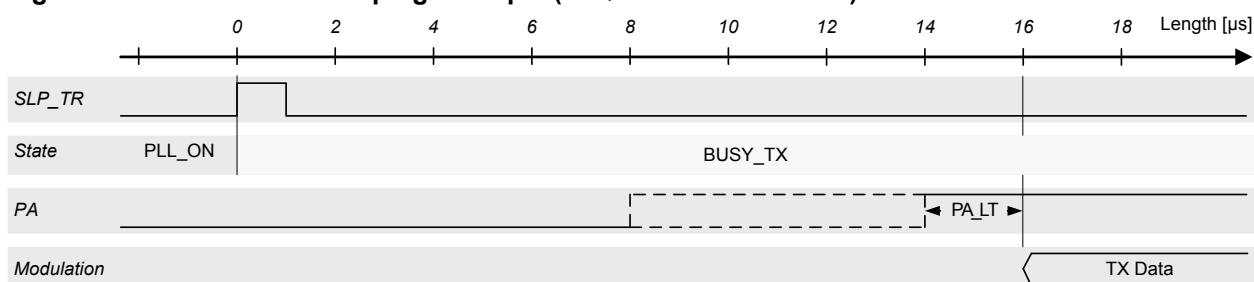 0 2 4 6 8 10 12 14 16 18 Length [µs]
SLP_TR
State PLL_ON BUSY_TX
PA PA_LT
Modulation TX Data